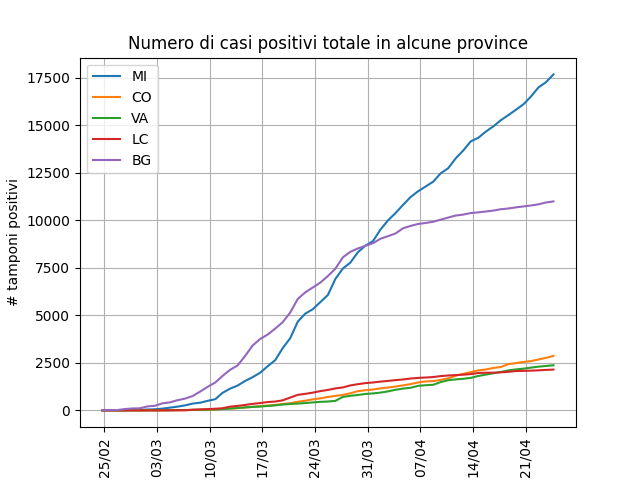 Numero di casi positivi totale in alcune province
MI
CO
VA
LC
BG
# tamponi positivi
17500
15000
12500
10000
7500
5000
2500
0
25/02
03/03
10/03
17/03
24/03
31/03
07/04
14/04
21/04